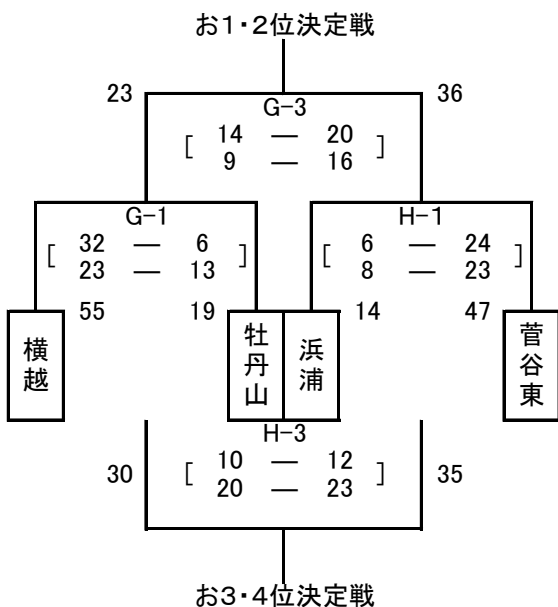 お1・2位決定戦
23 36
G-3
[ 14 — 20 ]
9 — 16
G-1 H-1
[ 32 — 6 ] [ 6 — 24 ]
23 — 13 8 — 23
55 19 14 47
横越 牡丹山 浜浦 菅谷東
H-3
30 [ 10 — 12 ] 35
20 — 23
お3・4位決定戦